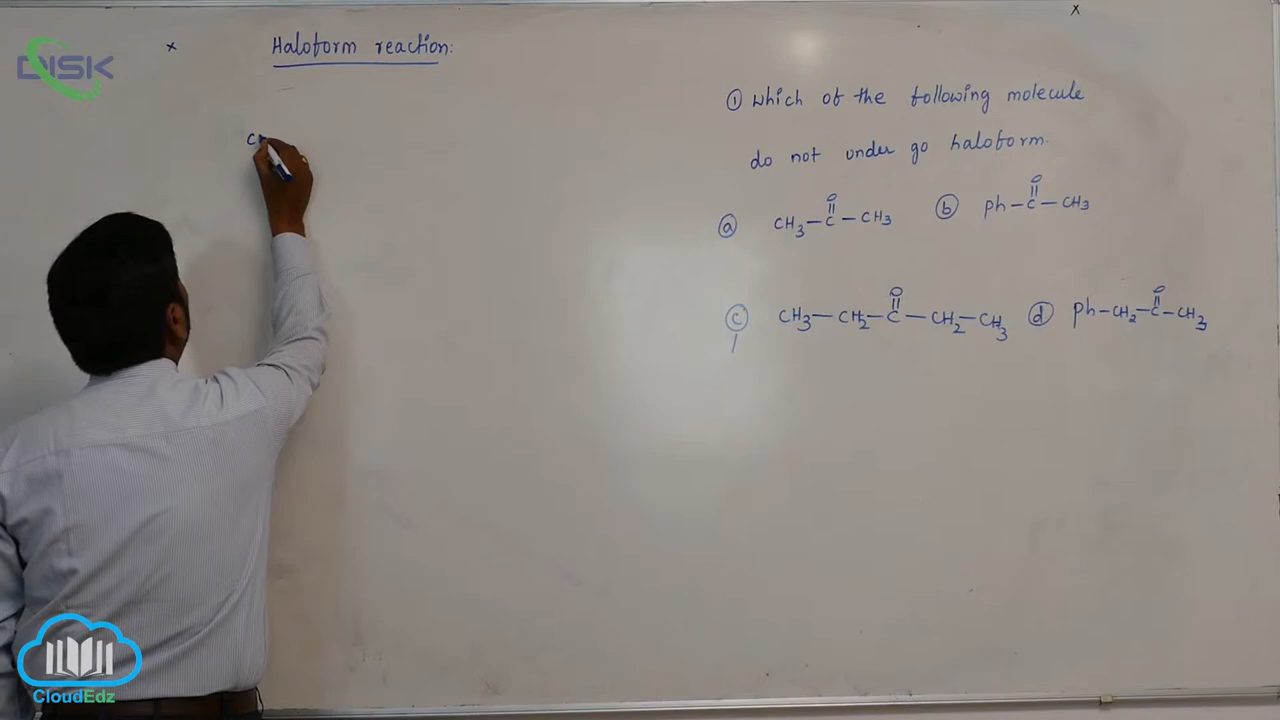 DISK
x Haloform reaction:
x
C
① Which of the following molecule
do not under go haloform.
ⓐ CH3—C(=O)—CH3 ⓑ ph—C(=O)—CH3
ⓒ CH3—CH2—C(=O)—CH2—CH3 ⓓ ph—CH2—C(=O)—CH3
CloudEdz